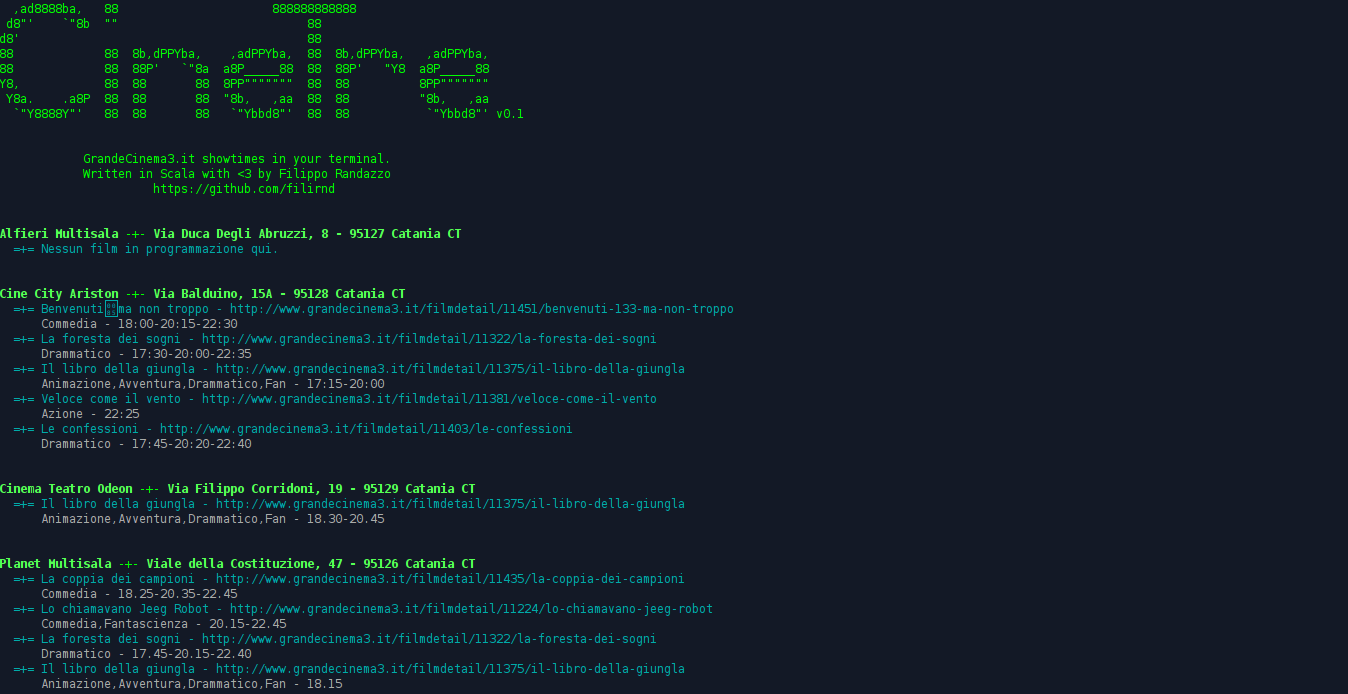 ,ad8888ba,   88                      888888888888
 d8"'    `"8b  ""                           88
d8'                                         88
88             88  8b,dPPYba,    ,adPPYba,  88  8b,dPPYba,   ,adPPYba,
88             88  88P'   `"8a  a8P_____88  88  88P'   "Y8  a8P_____88
Y8,            88  88       88  8PP"""""""  88  88          8PP"""""""
 Y8a.    .a8P  88  88       88  "8b,   ,aa  88  88          "8b,   ,aa
  `"Y8888Y"'   88  88       88   `"Ybbd8"'  88  88           `"Ybbd8"' v0.1
GrandeCinema3.it showtimes in your terminal.
Written in Scala with <3 by Filippo Randazzo
https://github.com/filirnd
Alfieri Multisala -+- Via Duca Degli Abruzzi, 8 - 95127 Catania CT
=+= Nessun film in programmazione qui.
Cine City Ariston -+- Via Balduino, 15A - 95128 Catania CT
=+= Benvenuti ma non troppo - http://www.grandecinema3.it/filmdetail/11451/benvenuti-133-ma-non-troppo
Commedia - 18:00-20:15-22:30
=+= La foresta dei sogni - http://www.grandecinema3.it/filmdetail/11322/la-foresta-dei-sogni
Drammatico - 17:30-20:00-22:35
=+= Il libro della giungla - http://www.grandecinema3.it/filmdetail/11375/il-libro-della-giungla
Animazione,Avventura,Drammatico,Fan - 17:15-20:00
=+= Veloce come il vento - http://www.grandecinema3.it/filmdetail/11381/veloce-come-il-vento
Azione - 22:25
=+= Le confessioni - http://www.grandecinema3.it/filmdetail/11403/le-confessioni
Drammatico - 17:45-20:20-22:40
Cinema Teatro Odeon -+- Via Filippo Corridoni, 19 - 95129 Catania CT
=+= Il libro della giungla - http://www.grandecinema3.it/filmdetail/11375/il-libro-della-giungla
Animazione,Avventura,Drammatico,Fan - 18.30-20.45
Planet Multisala -+- Viale della Costituzione, 47 - 95126 Catania CT
=+= La coppia dei campioni - http://www.grandecinema3.it/filmdetail/11435/la-coppia-dei-campioni
Commedia - 18.25-20.35-22.45
=+= Lo chiamavano Jeeg Robot - http://www.grandecinema3.it/filmdetail/11224/lo-chiamavano-jeeg-robot
Commedia,Fantascienza - 20.15-22.45
=+= La foresta dei sogni - http://www.grandecinema3.it/filmdetail/11322/la-foresta-dei-sogni
Drammatico - 17.45-20.15-22.40
=+= Il libro della giungla - http://www.grandecinema3.it/filmdetail/11375/il-libro-della-giungla
Animazione,Avventura,Drammatico,Fan - 18.15